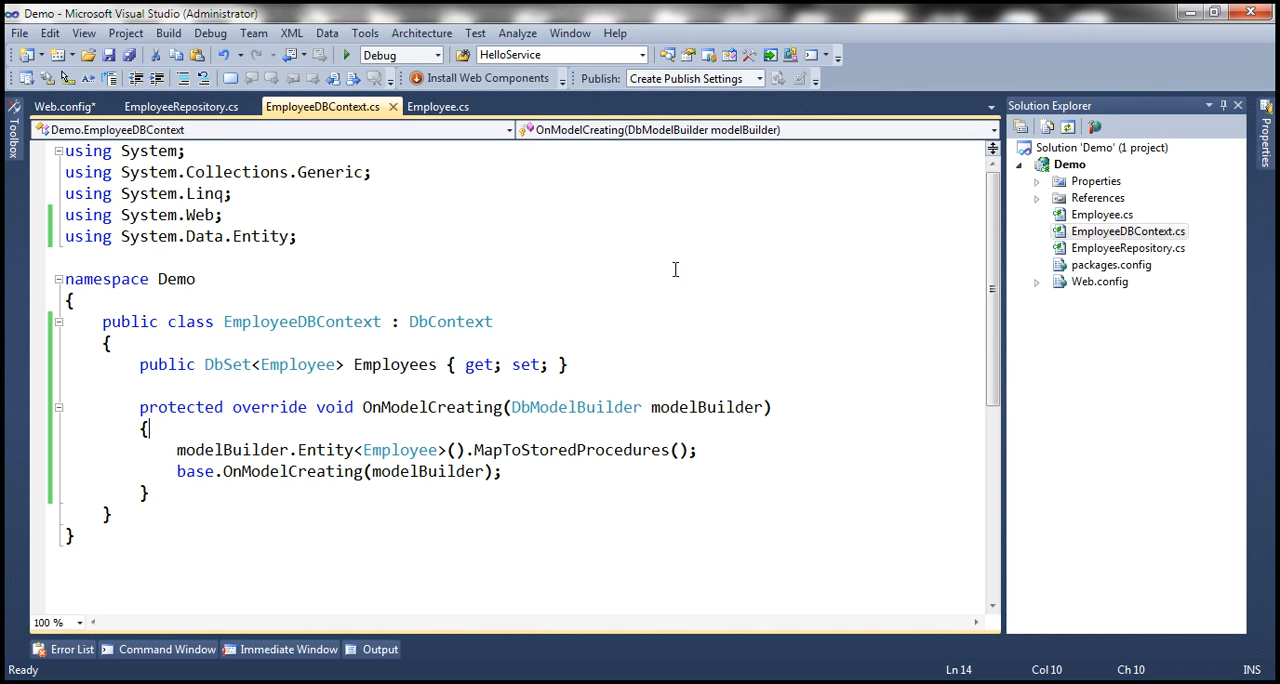 Demo - Microsoft Visual Studio (Administrator)
File Edit View Project Build Debug Team XML Data Tools Architecture Test Analyze Window Help
Debug HelloService
Install Web Components Publish: Create Publish Settings
Web.config* EmployeeRepository.cs EmployeeDBContext.cs Employee.cs
Solution Explorer
Toolbox
Properties
Demo.EmployeeDBContext OnModelCreating(DbModelBuilder modelBuilder)
using System;
using System.Collections.Generic;
using System.Linq;
using System.Web;
using System.Data.Entity;
namespace Demo
{
public class EmployeeDBContext : DbContext
{
public DbSet<Employee> Employees { get; set; }
protected override void OnModelCreating(DbModelBuilder modelBuilder)
{
modelBuilder.Entity<Employee>().MapToStoredProcedures();
base.OnModelCreating(modelBuilder);
}
}
}
Solution 'Demo' (1 project)
Demo
Properties
References
Employee.cs
EmployeeDBContext.cs
EmployeeRepository.cs
packages.config
Web.config
100 %
Error List Command Window Immediate Window Output
Ready Ln 14 Col 10 Ch 10 INS